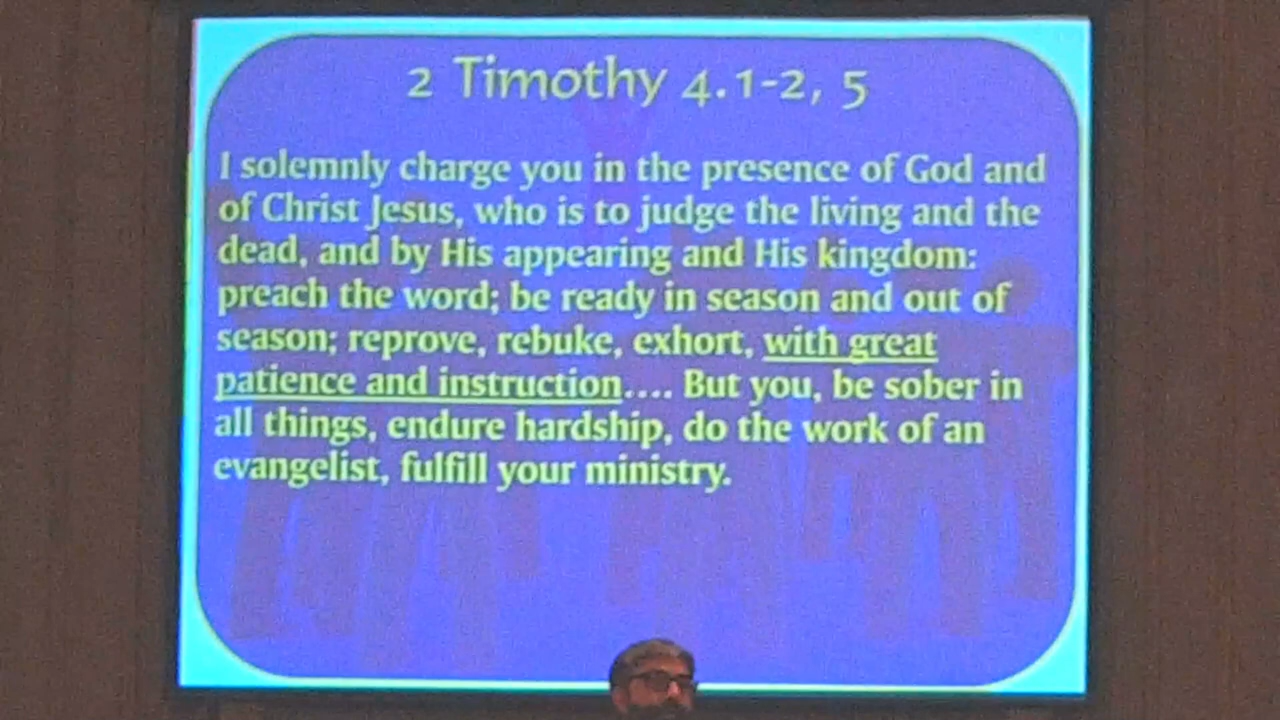 2 Timothy 4.1-2, 5
I solemnly charge you in the presence of God and
of Christ Jesus, who is to judge the living and the
dead, and by His appearing and His kingdom:
preach the word; be ready in season and out of
season; reprove, rebuke, exhort, with great
patience and instruction.... But you, be sober in
all things, endure hardship, do the work of an
evangelist, fulfill your ministry.